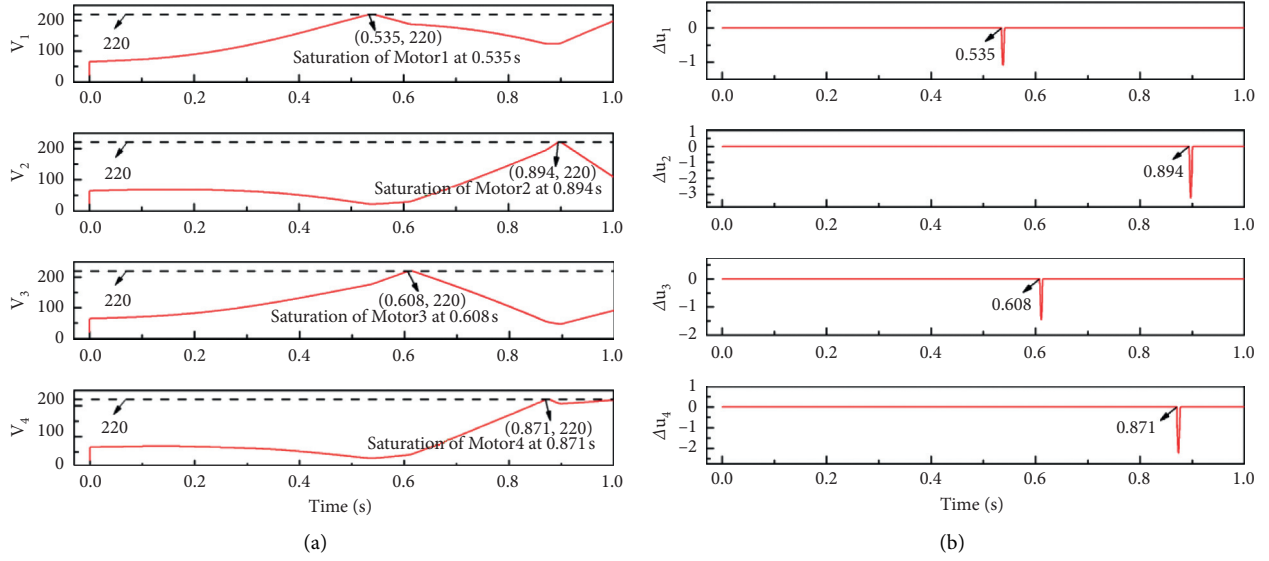 V1
200
100
0
220
(0.535, 220)
Saturation of Motor1 at 0.535 s
0.0 0.2 0.4 0.6 0.8 1.0
V2
200
100
0
220
(0.894, 220)
Saturation of Motor2 at 0.894 s
0.0 0.2 0.4 0.6 0.8 1.0
V3
200
100
0
220
(0.608, 220)
Saturation of Motor3 at 0.608 s
0.0 0.2 0.4 0.6 0.8 1.0
V4
200
100
0
220
(0.871, 220)
Saturation of Motor4 at 0.871 s
0.0 0.2 0.4 0.6 0.8 1.0
Time (s)
(a)
Δu1
0
−1
0.535
0.0 0.2 0.4 0.6 0.8 1.0
Δu2
1
0
−1
−2
−3
0.894
0.0 0.2 0.4 0.6 0.8 1.0
Δu3
0
−1
−2
0.608
0.0 0.2 0.4 0.6 0.8 1.0
Δu4
1
0
−1
−2
0.871
0.0 0.2 0.4 0.6 0.8 1.0
Time (s)
(b)